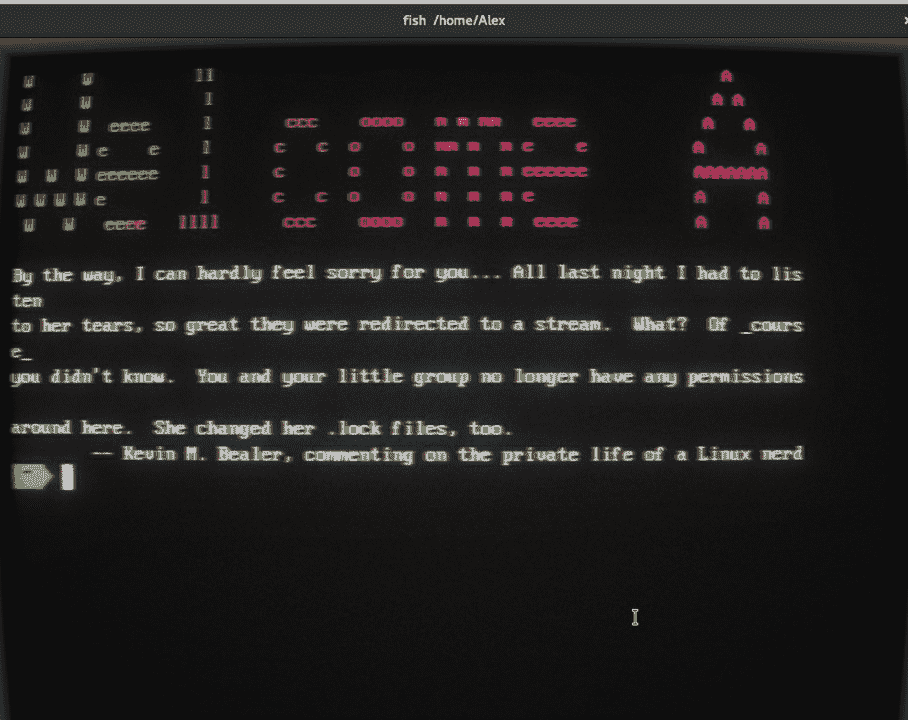 fish /home/Alex
Welcome A
By the way, I can hardly feel sorry for you... All last night I had to lis
ten
to her tears, so great they were redirected to a stream.  What?  Of _cours
e_
you didn't know.  You and your little group no longer have any permissions
around here.  She changed her .lock files, too.
-- Kevin M. Bealer, commenting on the private life of a Linux nerd
~